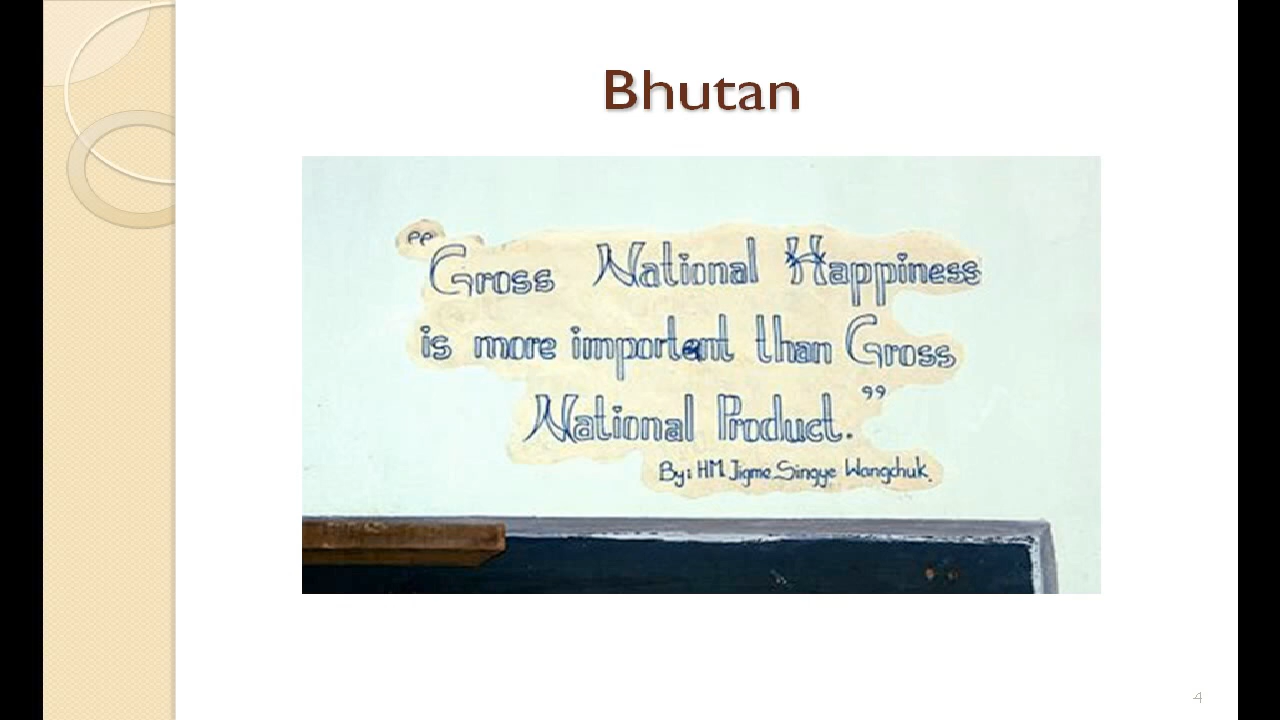 Bhutan
“Gross National Happiness
is more important than Gross
National Product.”
By: HM Jigme Singye Wangchuk.
4